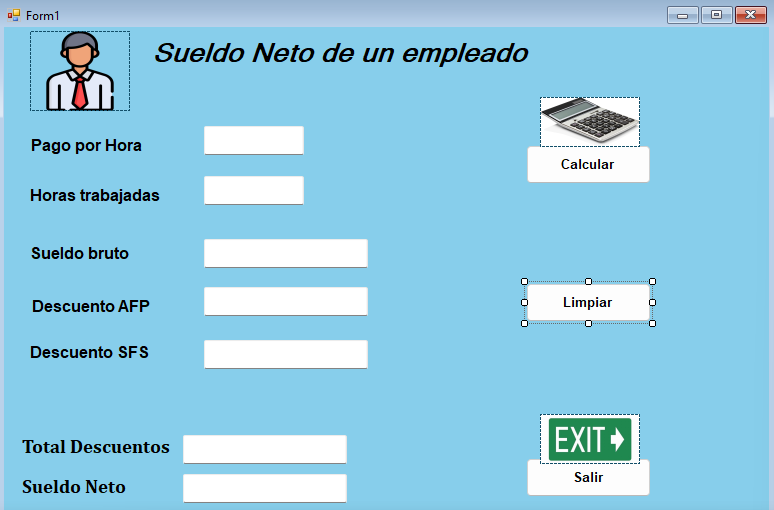 Form1
Sueldo Neto de un empleado
Pago por Hora
Calcular
Horas trabajadas
Sueldo bruto
Descuento AFP
Limpiar
Descuento SFS
Total Descuentos
EXIT
Salir
Sueldo Neto